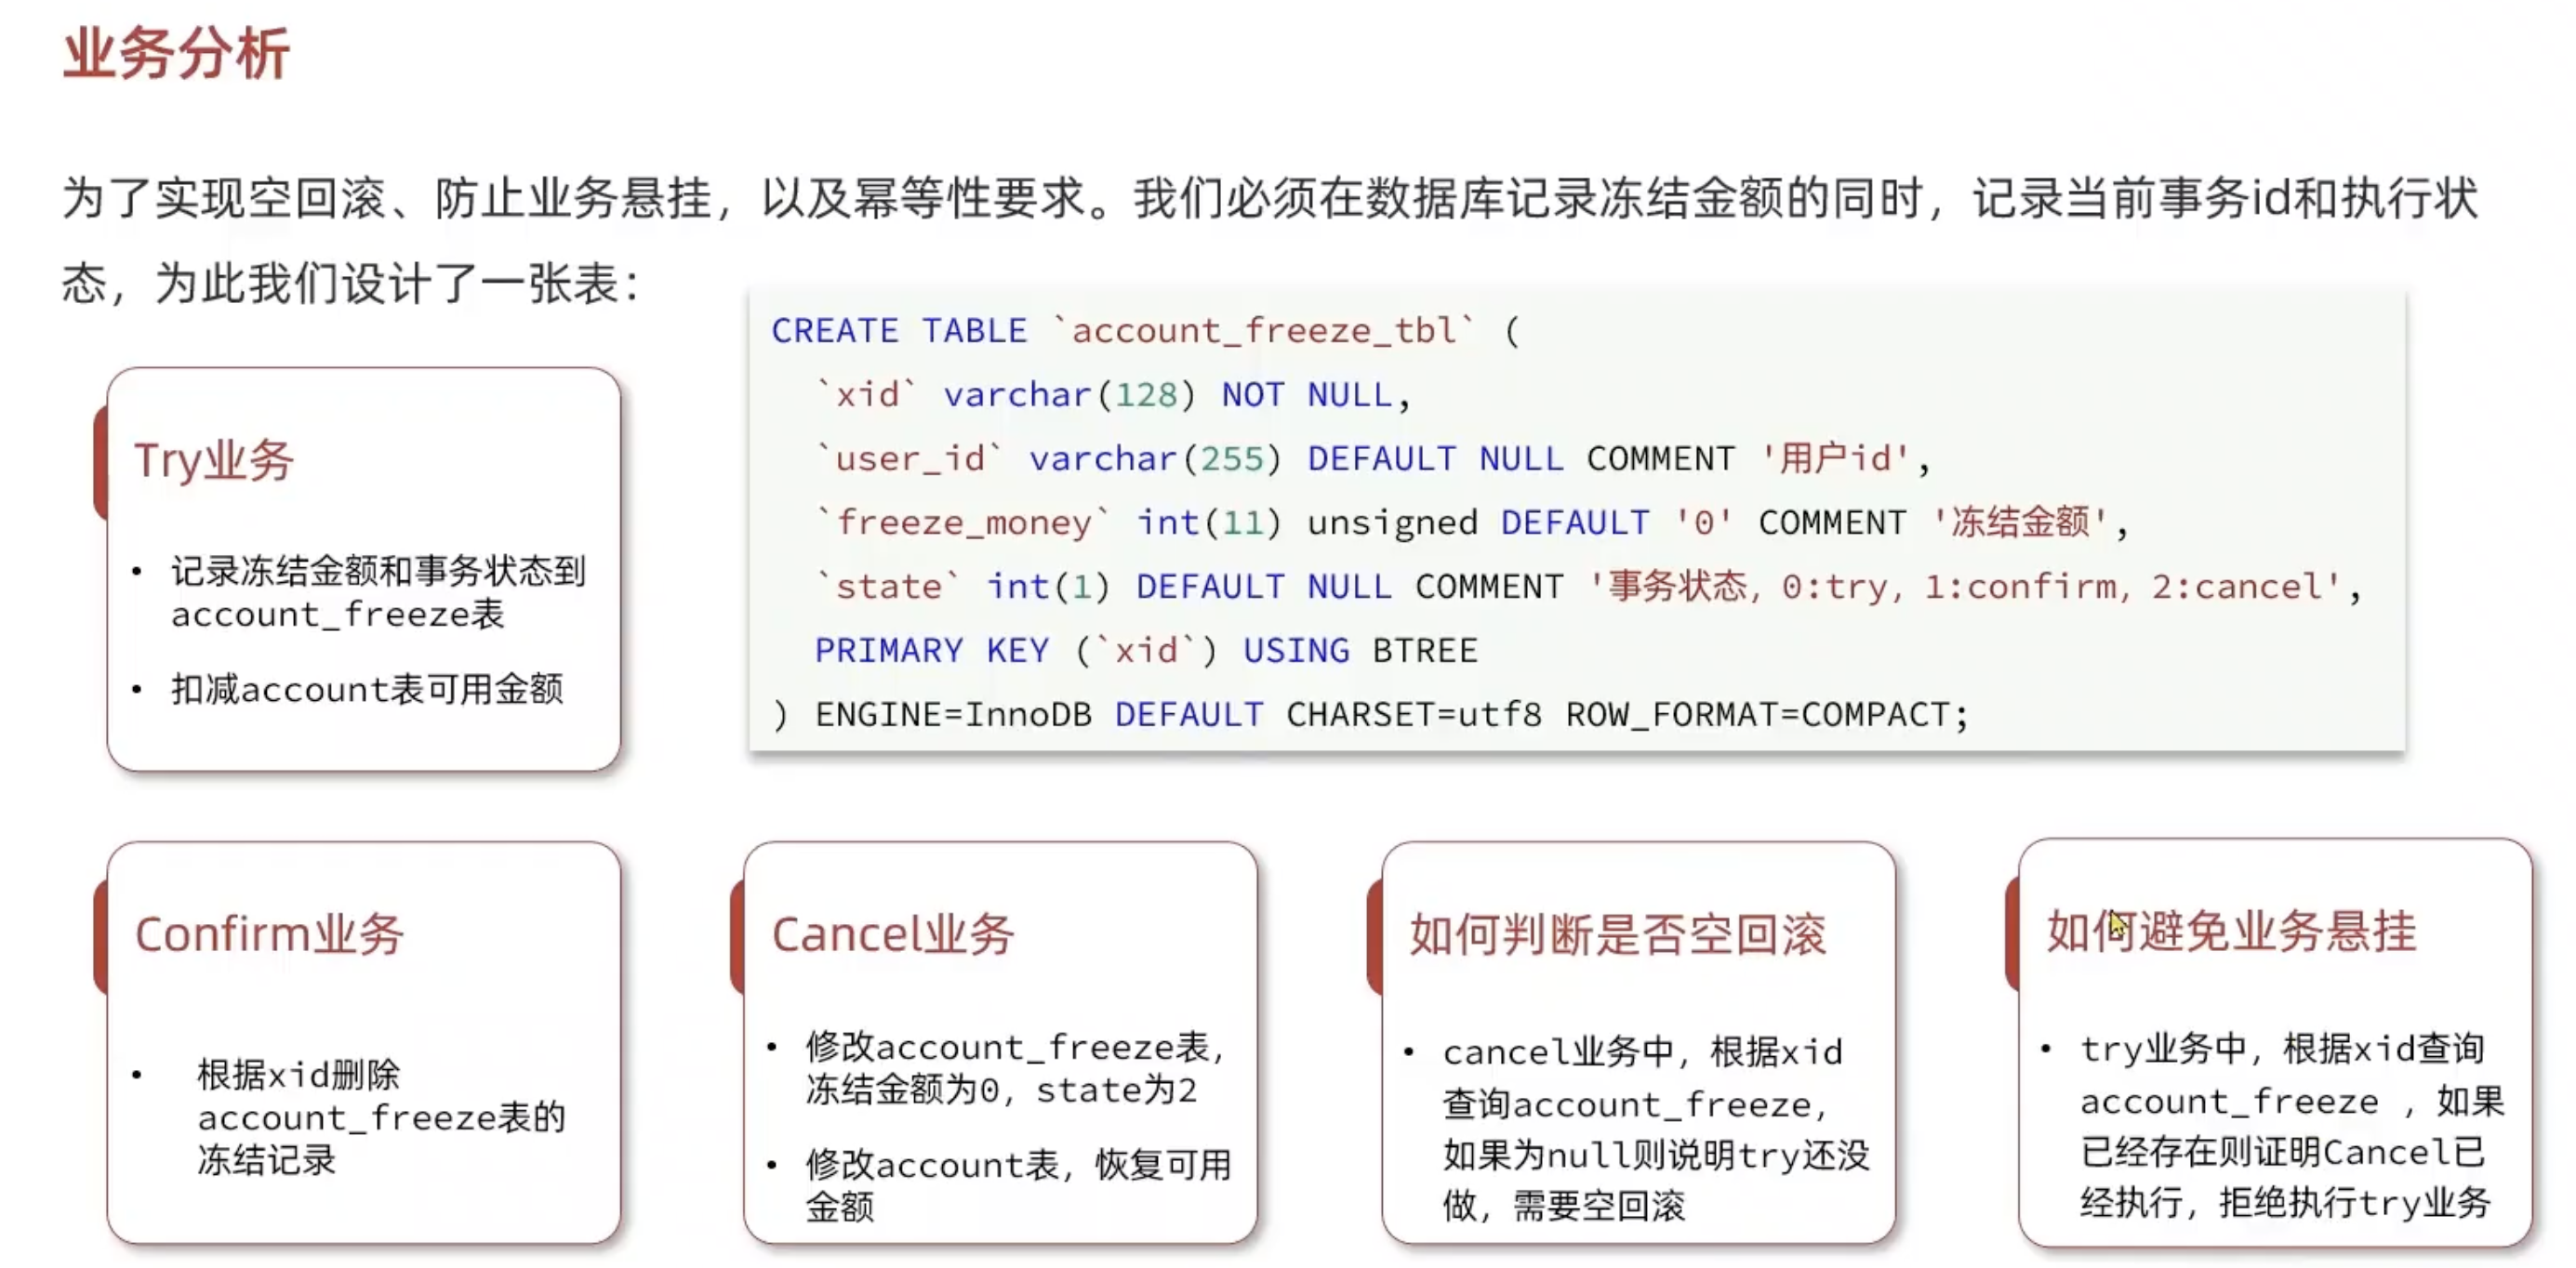 业务分析
为了实现空回滚、防止业务悬挂，以及幂等性要求。我们必须在数据库记录冻结金额的同时，记录当前事务id和执行状
态，为此我们设计了一张表：
CREATE TABLE `account_freeze_tbl` (
`xid` varchar(128) NOT NULL,
`user_id` varchar(255) DEFAULT NULL COMMENT '用户id',
`freeze_money` int(11) unsigned DEFAULT '0' COMMENT '冻结金额',
`state` int(1) DEFAULT NULL COMMENT '事务状态，0:try，1:confirm，2:cancel',
PRIMARY KEY (`xid`) USING BTREE
) ENGINE=InnoDB DEFAULT CHARSET=utf8 ROW_FORMAT=COMPACT;
Try业务
• 记录冻结金额和事务状态到
account_freeze表
• 扣减account表可用金额
Confirm业务
• 根据xid删除
account_freeze表的
冻结记录
Cancel业务
• 修改account_freeze表，
冻结金额为0，state为2
• 修改account表，恢复可用
金额
如何判断是否空回滚
• cancel业务中，根据xid
查询account_freeze，
如果为null则说明try还没
做，需要空回滚
如何避免业务悬挂
• try业务中，根据xid查询
account_freeze ，如果
已经存在则证明Cancel已
经执行，拒绝执行try业务